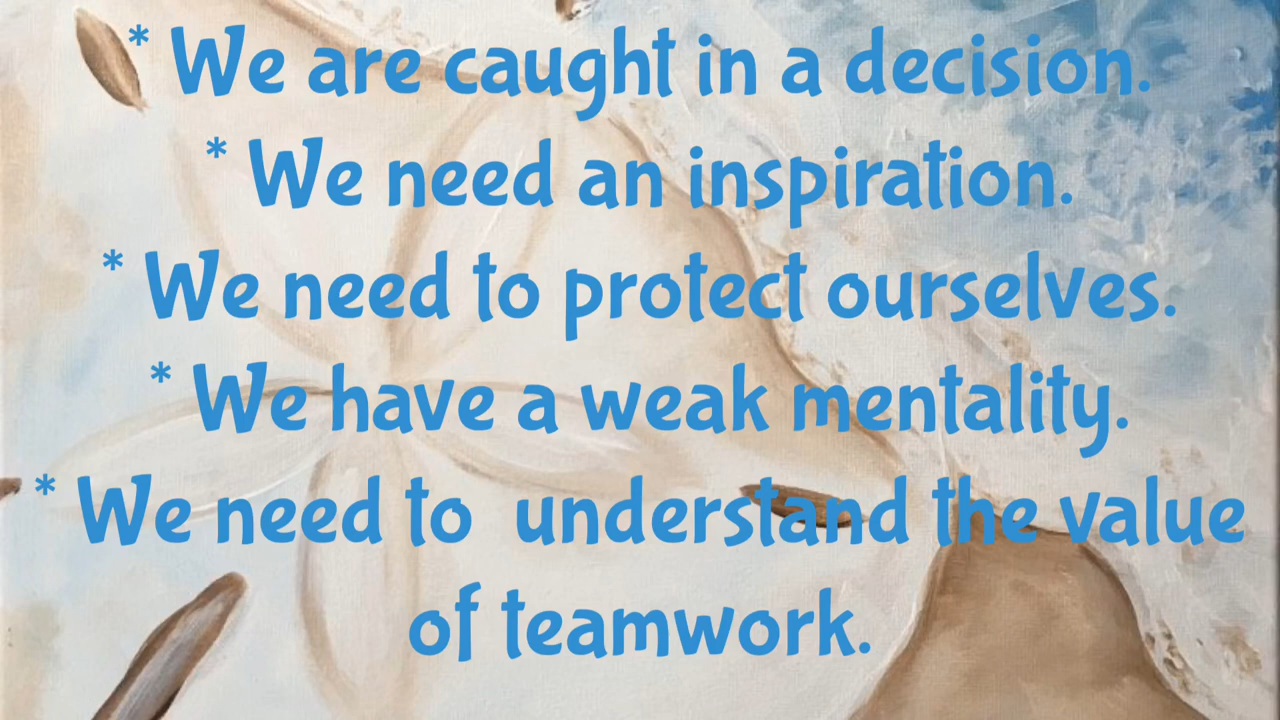 * We are caught in a decision.
* We need an inspiration.
* We need to protect ourselves.
* We have a weak mentality.
* We need to  understand the value
of teamwork.